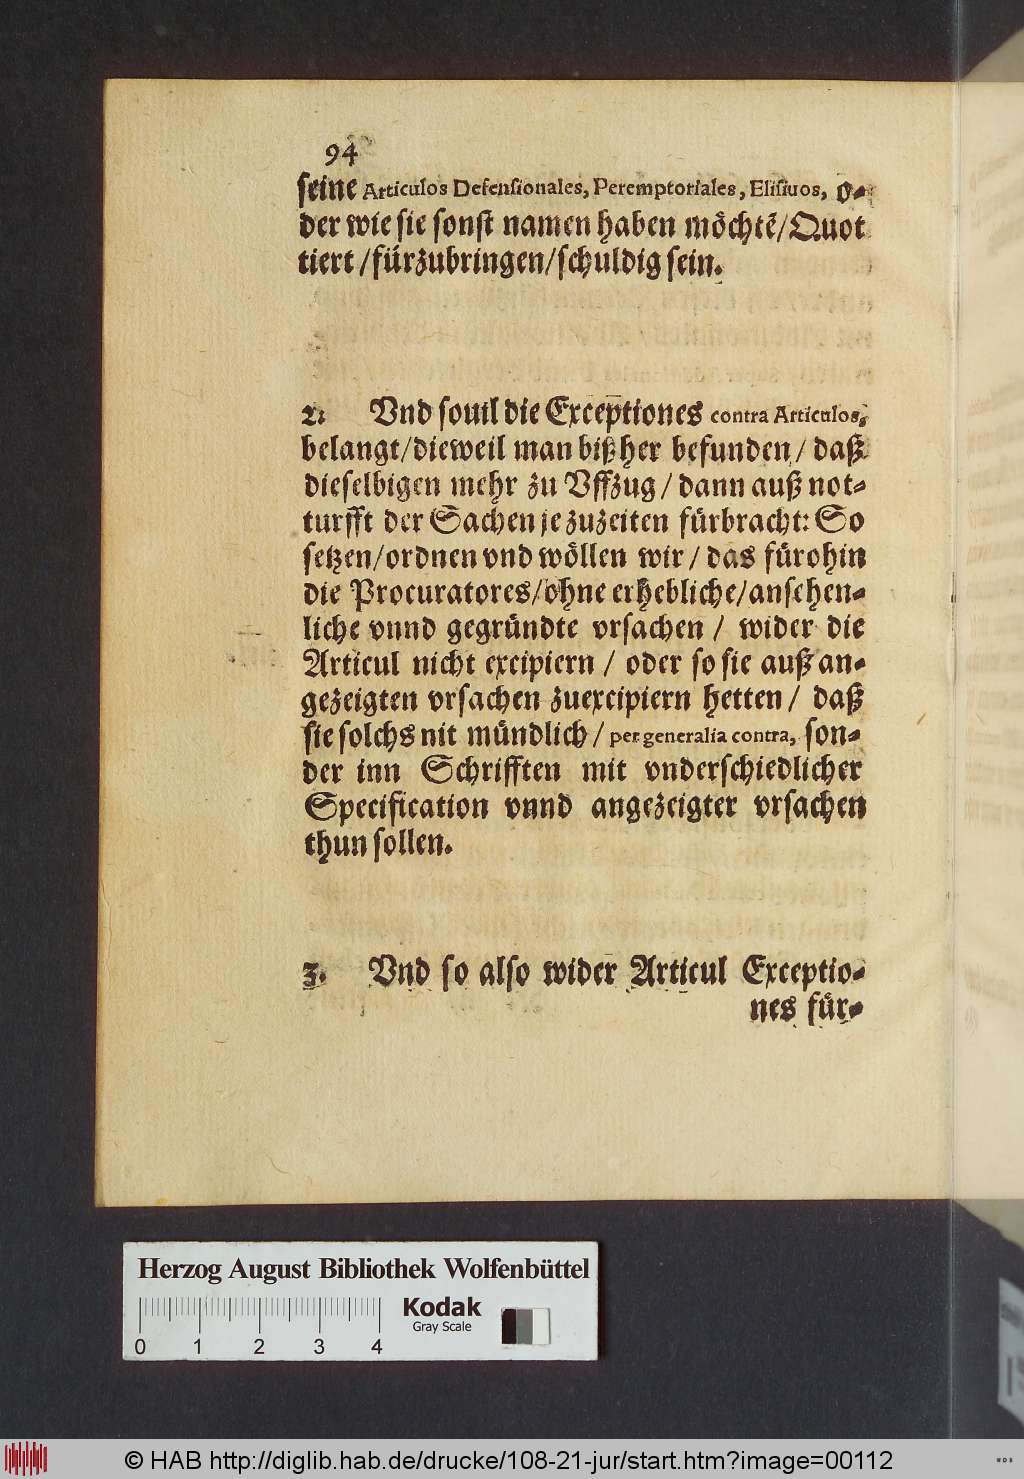 94
seine Articulos Defensionales, Peremptoriales, Elisiuos, o-
der wie sie sonst namen haben möchtē/Quot
tiert/fürzubringen/schuldig sein.
2. Vnd souil die Exceptiones contra Articulos,
belangt/dieweil man bißher befunden/ daß
dieselbigen mehr zu Vffzug/dann auß not-
turfft der Sachen je zuzeiten fürbracht: So
setzen/ordnen vnd wöllen wir/das fürohin
die Procuratores/ohne erhebliche/ansehen-
liche vnnd gegründte vrsachen/ wider die
Articul nicht excipiern/ oder so sie auß an-
gezeigten vrsachen zuexcipiern hetten/ daß
sie solchs nit mündlich/ per generalia contra, son-
der inn Schrifften mit vnderschiedlicher
Specification vnnd angezeigter vrsachen
thun sollen.
3. Vnd so also wider Articul Exceptio-
nes für-
Herzog August Bibliothek Wolfenbüttel
Kodak
Gray Scale
0 1 2 3 4
© HAB http://diglib.hab.de/drucke/108-21-jur/start.htm?image=00112